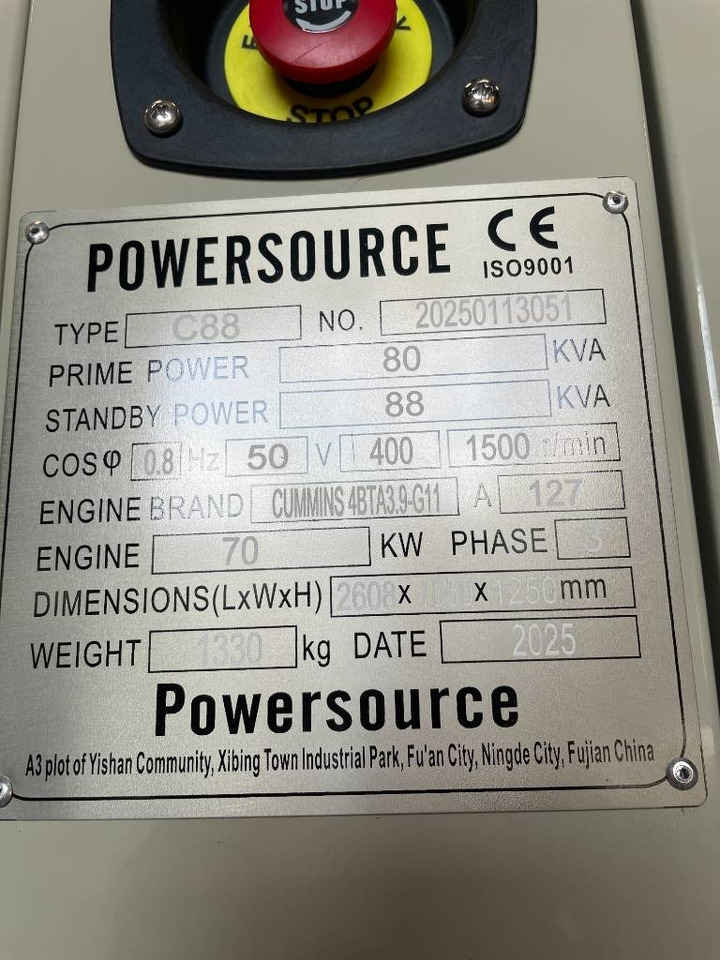 STOP
STOP
POWERSOURCE CE
ISO9001
TYPE C88 NO. 20250113051
PRIME POWER 80 KVA
STANDBY POWER 88 KVA
COSφ 0.8 Hz 50 V 400 1500 r/min
ENGINE BRAND CUMMINS 4BTA3.9-G11 A 127
ENGINE 70 KW PHASE 3
DIMENSIONS(LxWxH) 2608x x 1250mm
WEIGHT 1330 kg DATE 2025
Powersource
A3 plot of Yishan Community, Xibing Town Industrial Park, Fu'an City, Ningde City, Fujian China